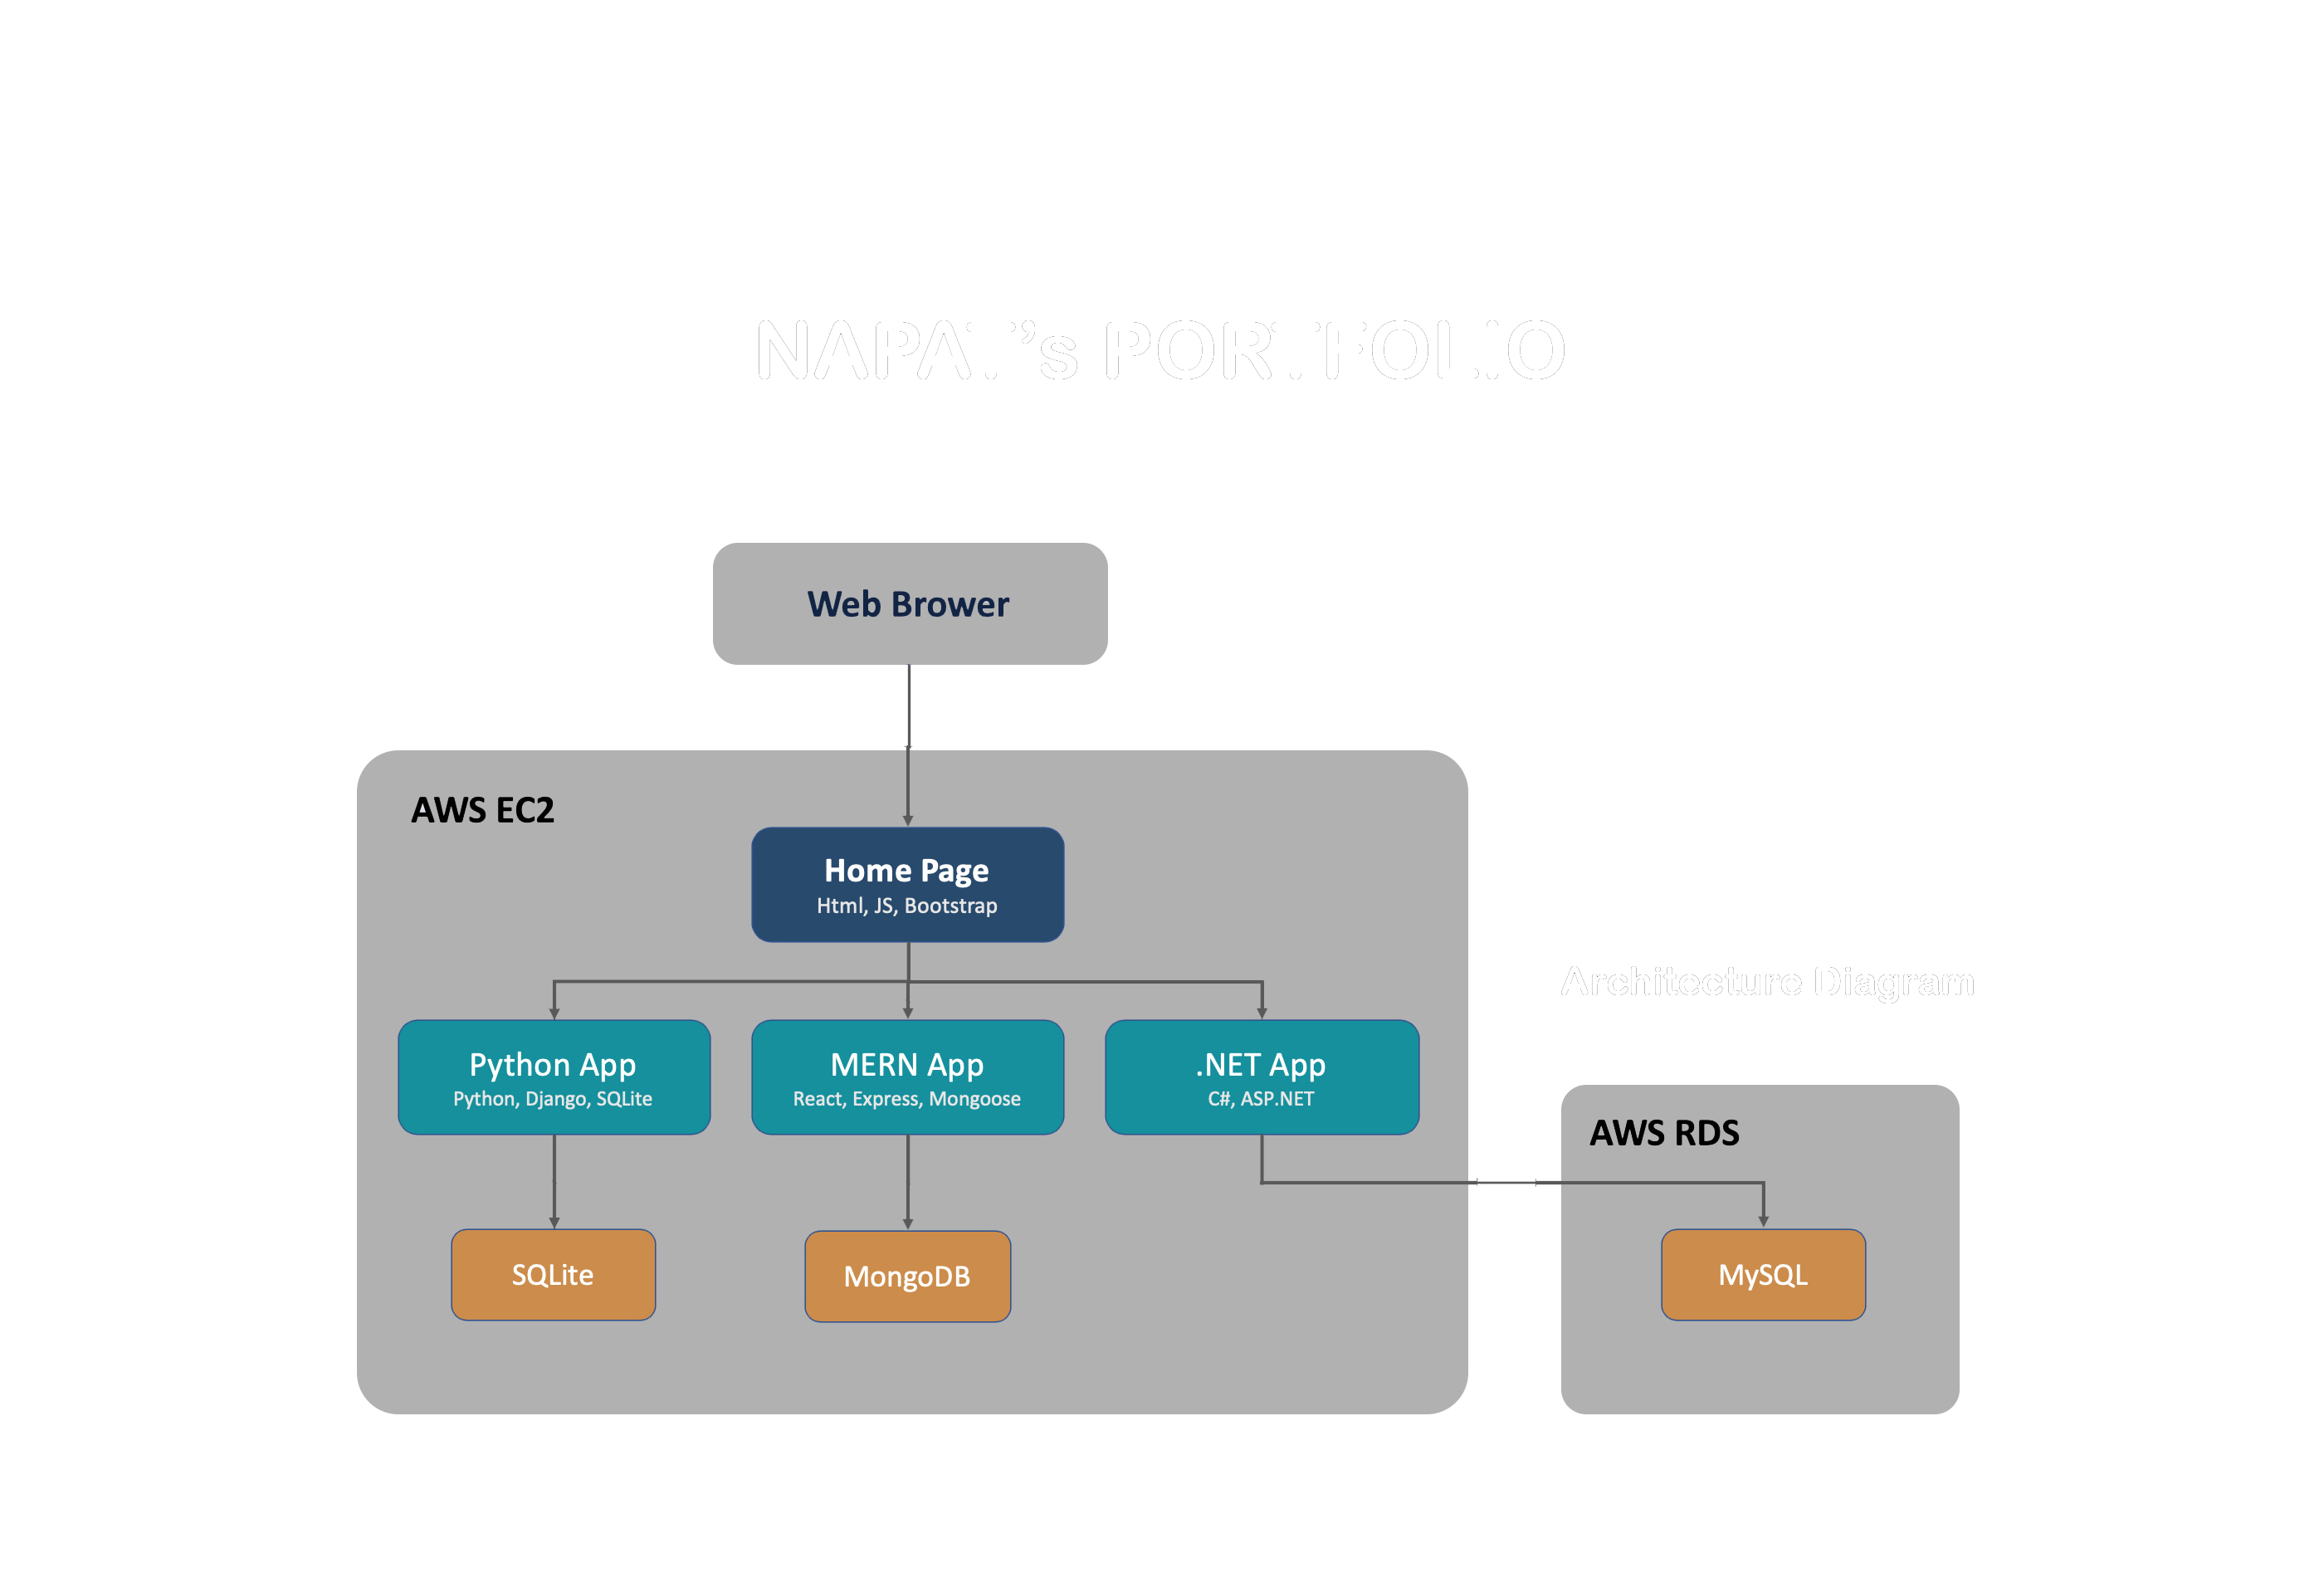 NAPAT’s PORTFOLIO
Web Brower
AWS EC2
Home Page
Html, JS, Bootstrap
Architecture Diagram
Python App
Python, Django, SQLite
MERN App
React, Express, Mongoose
.NET App
C#, ASP.NET
AWS RDS
SQLite
MongoDB
MySQL